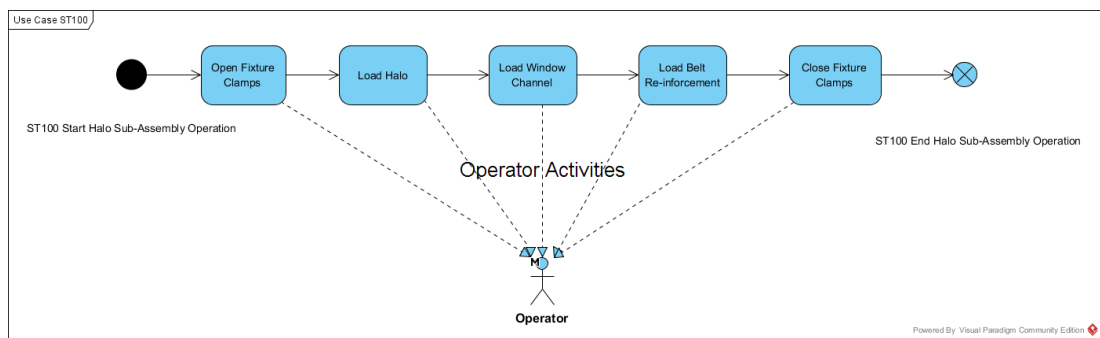 Use Case ST100
Open Fixture
Clamps
Load Halo
Load Window
Channel
Load Belt
Re-inforcement
Close Fixture
Clamps
ST100 Start Halo Sub-Assembly Operation
ST100 End Halo Sub-Assembly Operation
Operator Activities
M
Operator
Powered By Visual Paradigm Community Edition